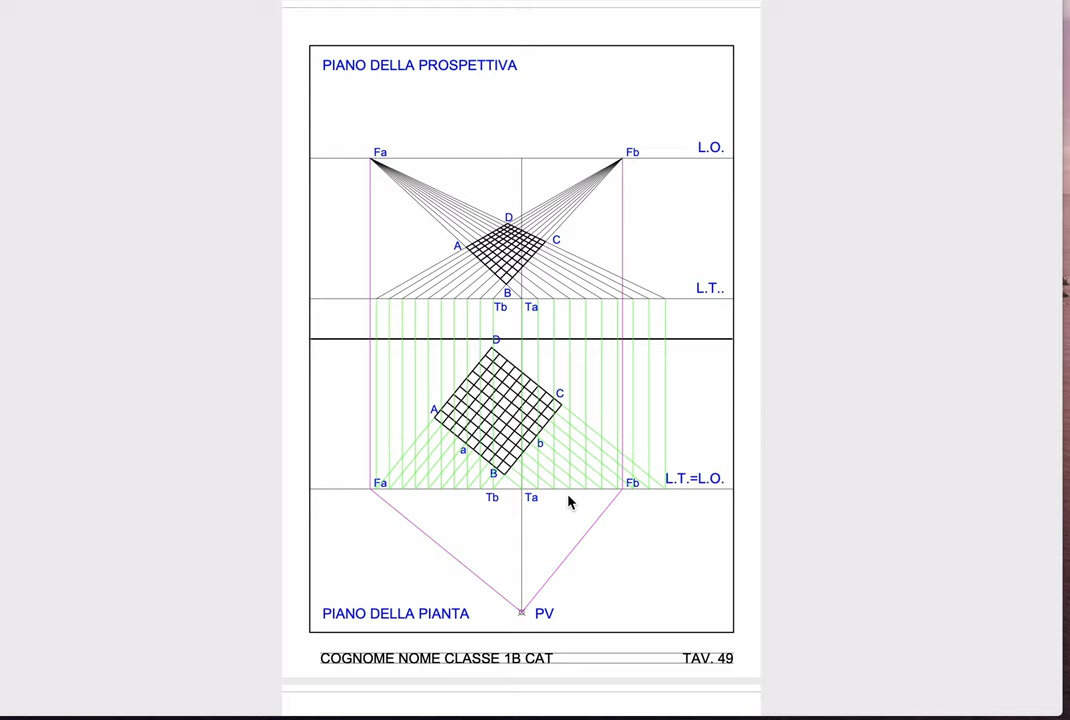 PIANO DELLA PROSPETTIVA
L.O.
Fa Fb
D
A C
L.T..
B
Tb Ta
D
C
A
b
a
B
Fa Fb L.T.=L.O.
Tb Ta
PIANO DELLA PIANTA PV
COGNOME NOME CLASSE 1B CAT TAV. 49